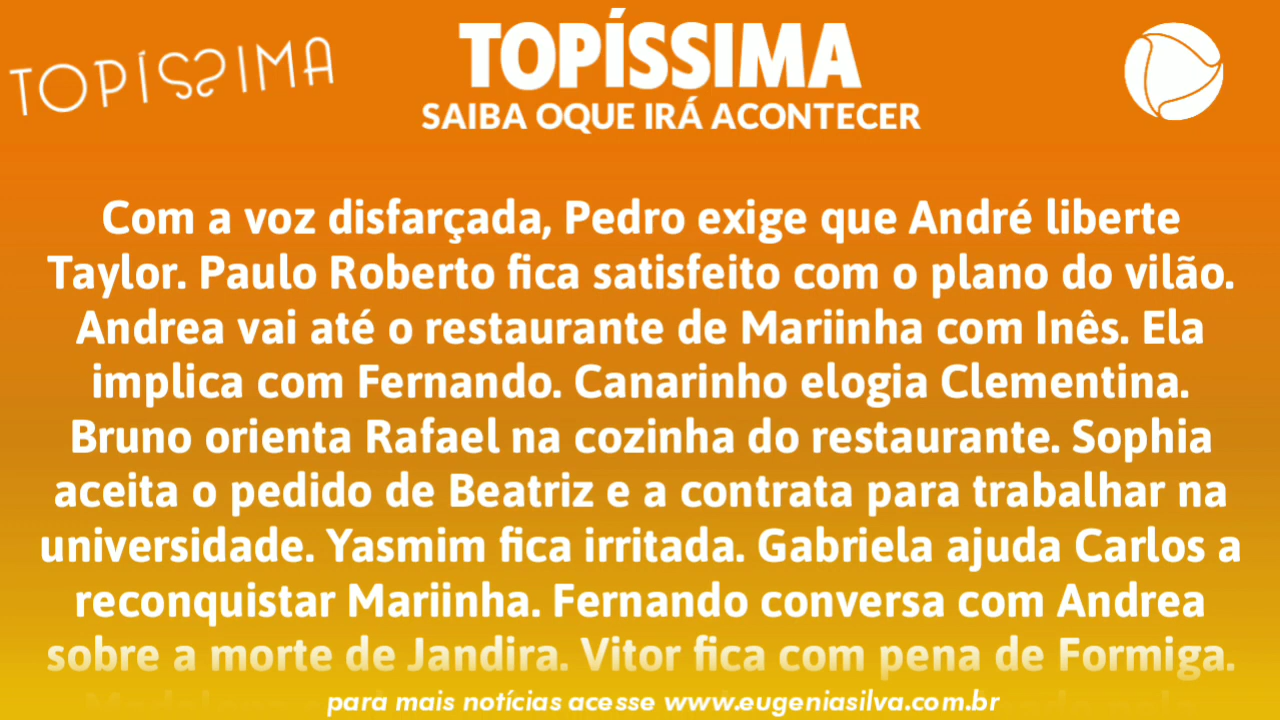 TOPÍSSIMA
TOPÍSSIMA
SAIBA OQUE IRÁ ACONTECER
Com a voz disfarçada, Pedro exige que André liberte
Taylor. Paulo Roberto fica satisfeito com o plano do vilão.
Andrea vai até o restaurante de Mariinha com Inês. Ela
implica com Fernando. Canarinho elogia Clementina.
Bruno orienta Rafael na cozinha do restaurante. Sophia
aceita o pedido de Beatriz e a contrata para trabalhar na
universidade. Yasmim fica irritada. Gabriela ajuda Carlos a
reconquistar Mariinha. Fernando conversa com Andrea
sobre a morte de Jandira. Vitor fica com pena de Formiga.
para mais notícias acesse www.eugeniasilva.com.br